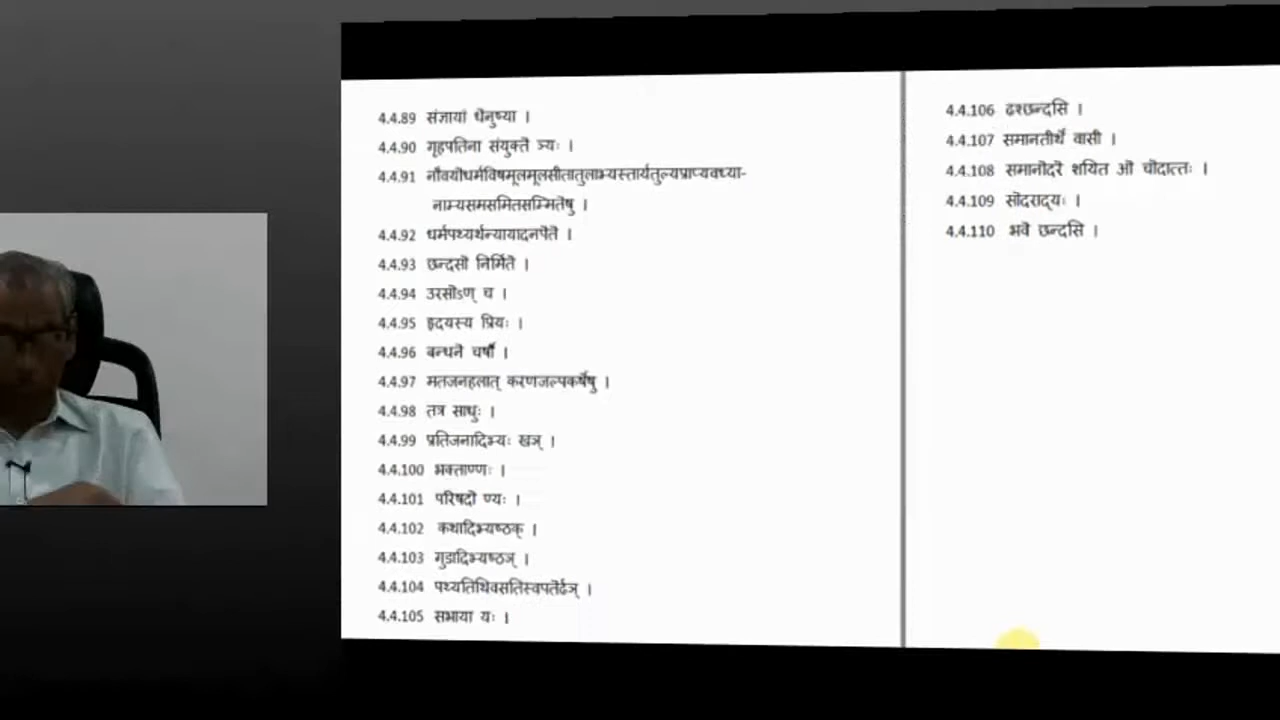 4.4.89 संज्ञायां धॆनुष्या ।
4.4.90 गृहपतिना संयुक्तॆ ञ्यः ।
4.4.91 नौवयॊधर्मविषमूलमूलसीतातुलाभ्यस्तार्यतुल्यप्राप्यवध्या-
नाम्यसमसमितसम्मितॆषु ।
4.4.92 धर्मपथ्यर्थन्यायादनपॆतॆ ।
4.4.93 छन्दसॊ निर्मितॆ ।
4.4.94 उरसॊऽण् च ।
4.4.95 हृदयस्य प्रियः ।
4.4.96 बन्धनॆ चर्षौ ।
4.4.97 मतजनहलात् करणजल्पकर्षॆषु ।
4.4.98 तत्र साधुः ।
4.4.99 प्रतिजनादिभ्यः खञ् ।
4.4.100 भक्ताण्णः ।
4.4.101 परिषदॊ ण्यः ।
4.4.102 कथादिभ्यष्ठक् ।
4.4.103 गुडादिभ्यष्ठञ् ।
4.4.104 पथ्यतिथिवसतिस्वपतॆर्ढञ् ।
4.4.105 सभाया यः ।
4.4.106 ढश्छन्दसि ।
4.4.107 समानतीर्थॆ वासी ।
4.4.108 समानॊदरॆ शयित ऒ चॊदात्तः ।
4.4.109 सॊदराद्यः ।
4.4.110 भवॆ छन्दसि ।